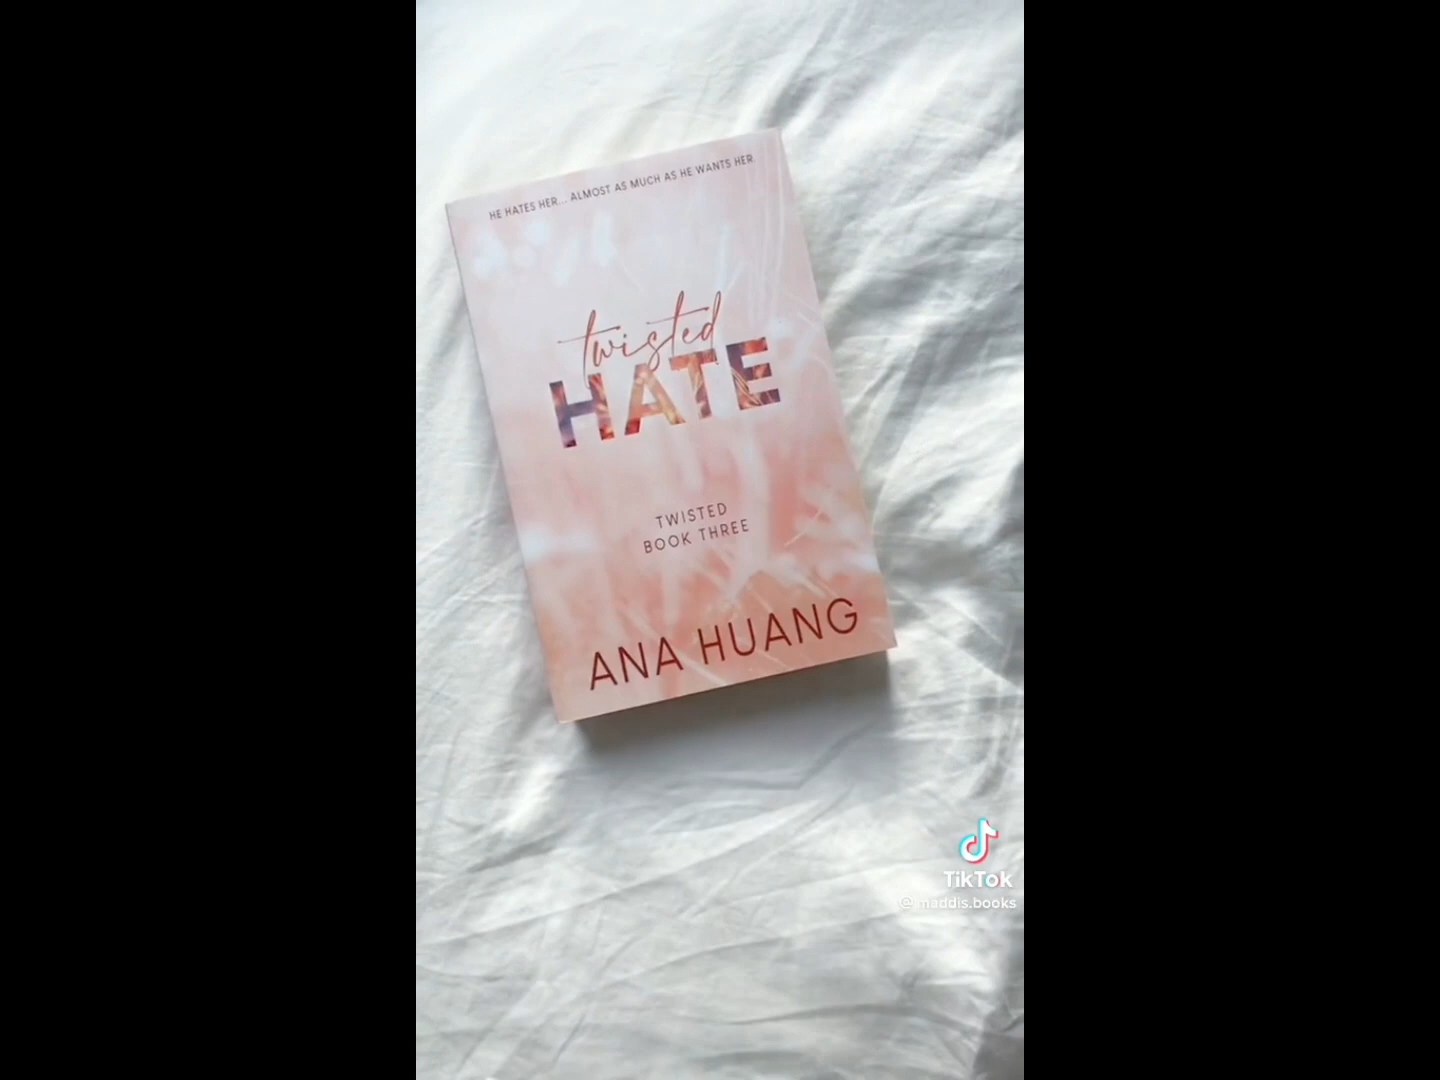 HE HATES HER... ALMOST AS MUCH AS HE WANTS HER
twisted
HATE
TWISTED
BOOK THREE
ANA HUANG
TikTok
@maddis.books